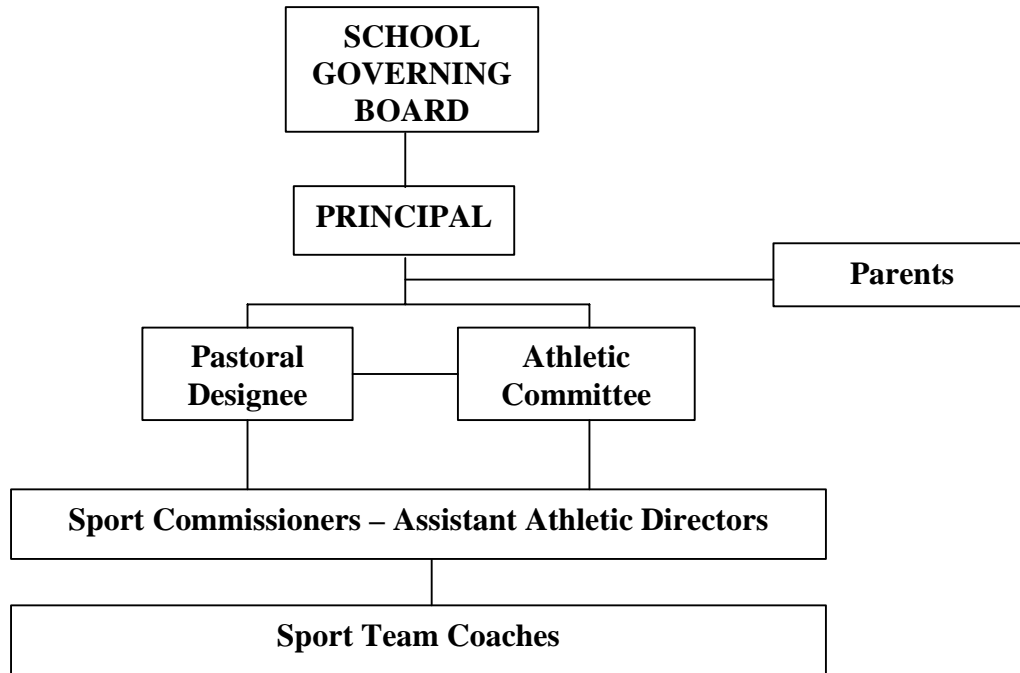 SCHOOL
GOVERNING
BOARD
PRINCIPAL
Parents
Pastoral
Designee
Athletic
Committee
Sport Commissioners – Assistant Athletic Directors
Sport Team Coaches